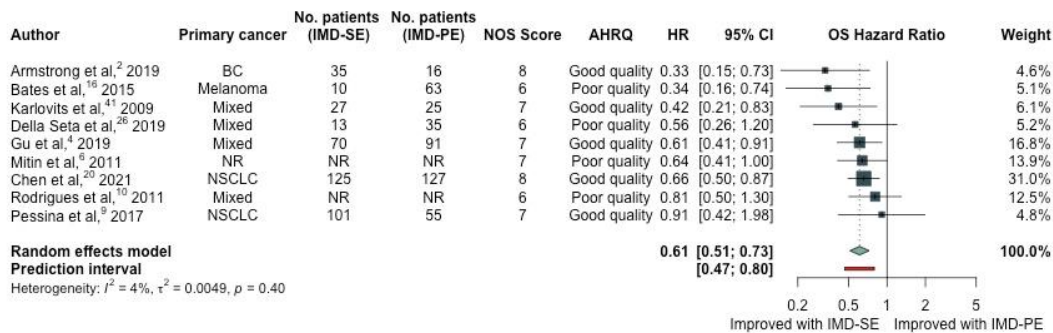 Author Primary cancer No. patients (IMD-SE) No. patients (IMD-PE) NOS Score AHRQ HR 95% CI OS Hazard Ratio Weight
Armstrong et al,2 2019 BC 35 16 8 Good quality 0.33 [0.15; 0.73] 4.6%
Bates et al,16 2015 Melanoma 10 63 6 Poor quality 0.34 [0.16; 0.74] 5.1%
Karlovits et al,41 2009 Mixed 27 25 7 Good quality 0.42 [0.21; 0.83] 6.1%
Della Seta et al,26 2019 Mixed 13 35 6 Poor quality 0.56 [0.26; 1.20] 5.2%
Gu et al,4 2019 Mixed 70 91 7 Good quality 0.61 [0.41; 0.91] 16.8%
Mitin et al,6 2011 NR NR NR 7 Poor quality 0.64 [0.41; 1.00] 13.9%
Chen et al,20 2021 NSCLC 125 127 8 Good quality 0.66 [0.50; 0.87] 31.0%
Rodrigues et al,10 2011 Mixed NR NR 6 Poor quality 0.81 [0.50; 1.30] 12.5%
Pessina et al,9 2017 NSCLC 101 55 7 Good quality 0.91 [0.42; 1.98] 4.8%
Random effects model 0.61 [0.51; 0.73] 100.0%
Prediction interval [0.47; 0.80]
Heterogeneity: I² = 4%, τ² = 0.0049, p = 0.40
0.2 0.5 1 2 5
Improved with IMD-SE Improved with IMD-PE